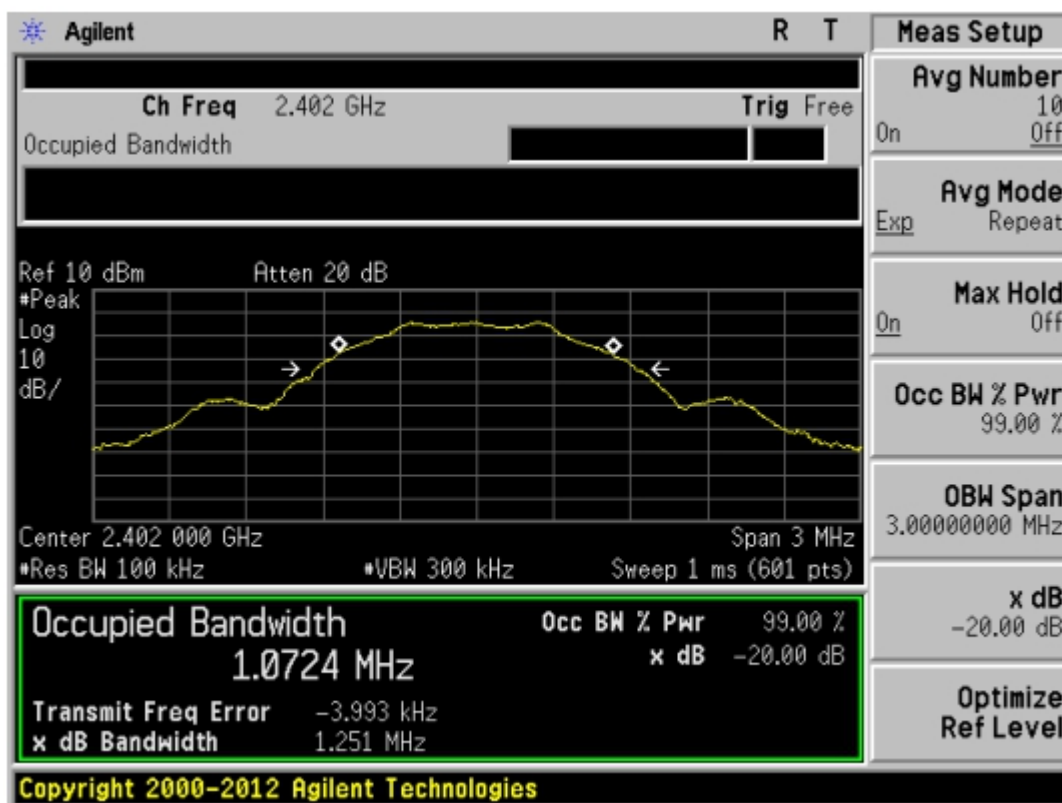 Agilent R T
Meas Setup
Ch Freq 2.402 GHz Trig Free
Occupied Bandwidth
Avg Number
10
On Off
Avg Mode
Exp Repeat
Max Hold
On Off
Occ BW % Pwr
99.00 %
OBW Span
3.00000000 MHz
x dB
-20.00 dB
Optimize
Ref Level
Ref 10 dBm Atten 20 dB
#Peak
Log
10
dB/
Center 2.402 000 GHz Span 3 MHz
#Res BW 100 kHz #VBW 300 kHz Sweep 1 ms (601 pts)
Occupied Bandwidth
1.0724 MHz
Occ BW % Pwr 99.00 %
x dB -20.00 dB
Transmit Freq Error -3.993 kHz
x dB Bandwidth 1.251 MHz
Copyright 2000-2012 Agilent Technologies